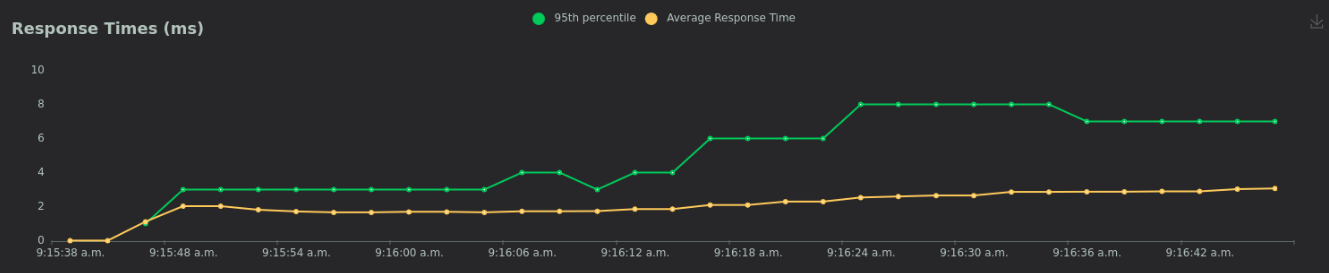 95th percentile
Average Response Time
Response Times (ms)
10
8
6
4
2
0
9:15:38 a.m.
9:15:48 a.m.
9:15:54 a.m.
9:16:00 a.m.
9:16:06 a.m.
9:16:12 a.m.
9:16:18 a.m.
9:16:24 a.m.
9:16:30 a.m.
9:16:36 a.m.
9:16:42 a.m.